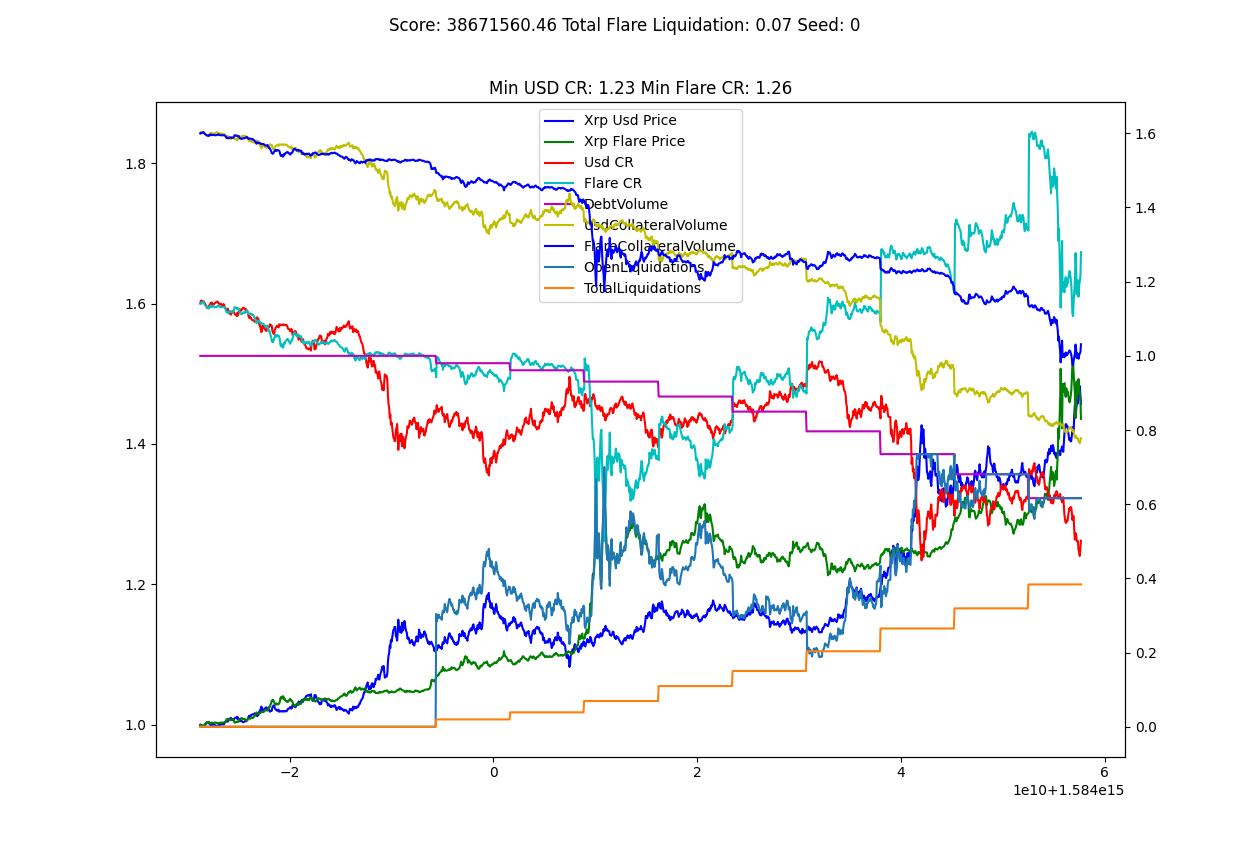 Score: 38671560.46 Total Flare Liquidation: 0.07 Seed: 0
Min USD CR: 1.23 Min Flare CR: 1.26
Xrp Usd Price
Xrp Flare Price
Usd CR
Flare CR
DebtVolume
UsdCollateralVolume
FlareCollateralVolume
OpenLiquidations
TotalLiquidations
1.8
1.6
1.4
1.2
1.0
1.6
1.4
1.2
1.0
0.8
0.6
0.4
0.2
0.0
−2
0
2
4
6
1e10+1.584e15